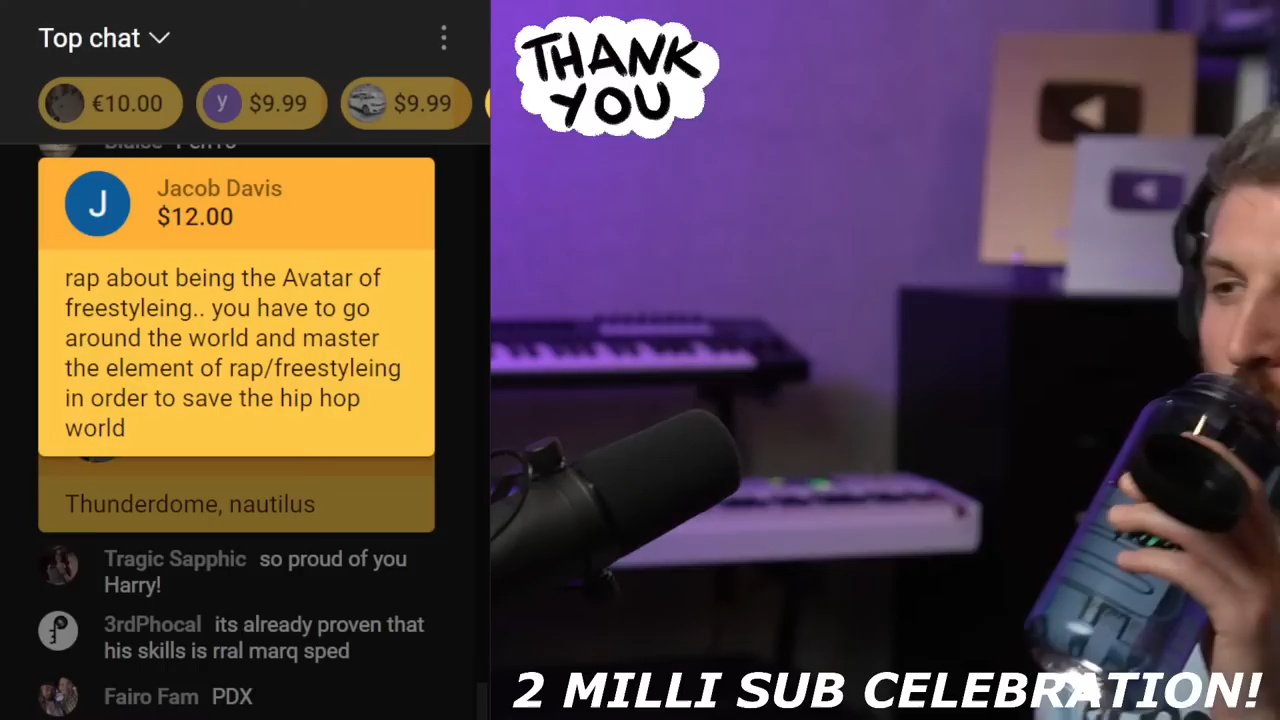 Top chat
€10.00
y $9.99
$9.99
THANK
YOU
J
Jacob Davis
$12.00
rap about being the Avatar of
freestyleing.. you have to go
around the world and master
the element of rap/freestyleing
in order to save the hip hop
world
Thunderdome, nautilus
Tragic Sapphic so proud of you
Harry!
3rdPhocal its already proven that
his skills is rral marq sped
Fairo Fam PDX
2 MILLI SUB CELEBRATION!